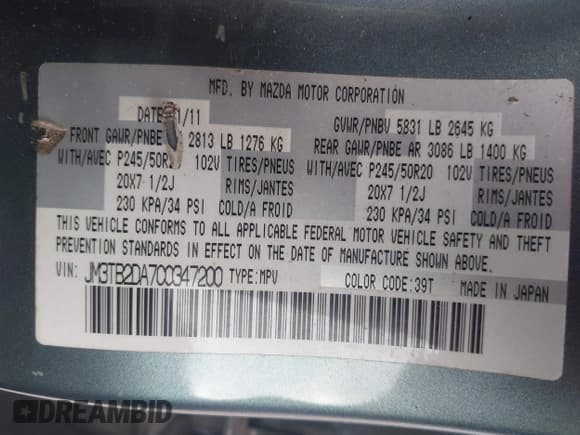 MFD. BY MAZDA MOTOR CORPORATION
DATE 1/11 GVWR/PNBV 5831 LB 2645 KG
FRONT GAWR/PNBE 2813 LB 1276 KG REAR GAWR/PNBE AR 3086 LB 1400 KG
WITH/AVEC P245/50R 102V TIRES/PNEUS WITH/AVEC P245/50R20 102V TIRES/PNEUS
20X7 1/2J RIMS/JANTES 20X7 1/2J RIMS/JANTES
230 KPA/34 PSI COLD/A FROID 230 KPA/34 PSI COLD/A FROID
THIS VEHICLE CONFORMS TO ALL APPLICABLE FEDERAL MOTOR VEHICLE SAFETY AND THEFT
PREVENTION STANDARDS IN EFFECT ON THE DATE OF MANUFACTURE SHOWN ABOVE.
VIN: JM3TB2DA7C0347200 TYPE:MPV COLOR CODE:39T MADE IN JAPAN
DREAMBID